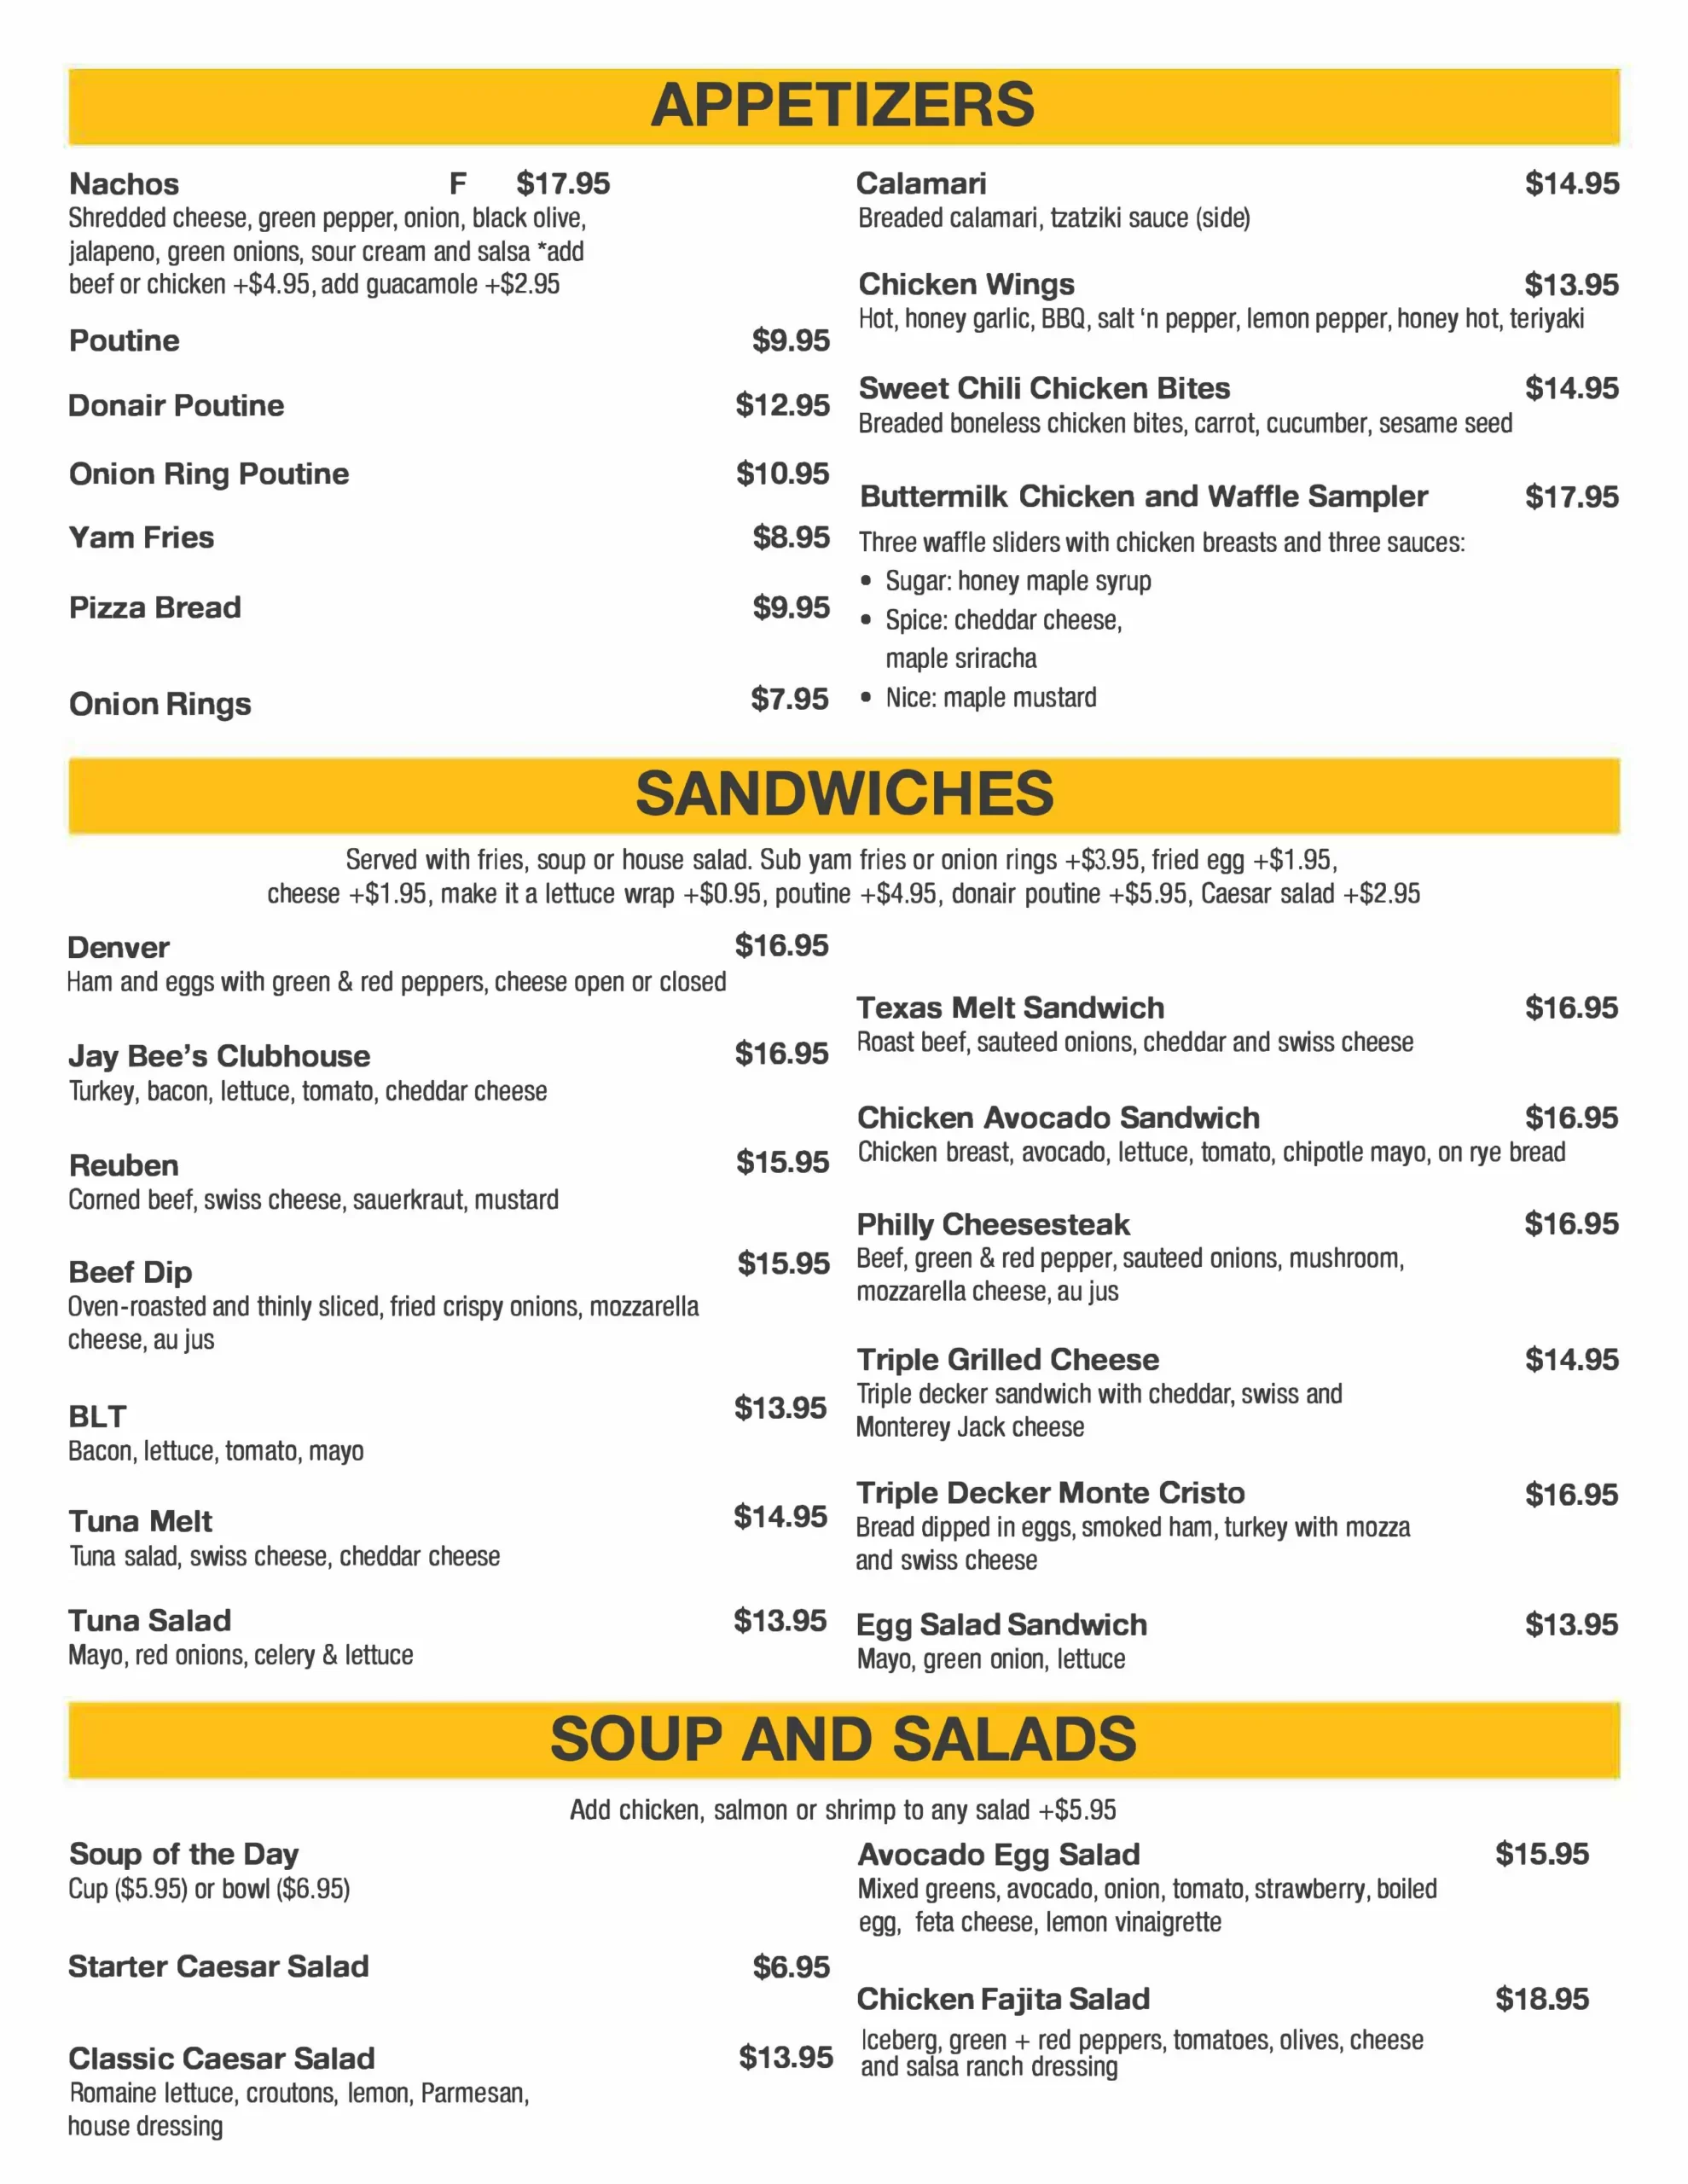 APPETIZERS
Nachos F $17.95
Shredded cheese, green pepper, onion, black olive,
jalapeno, green onions, sour cream and salsa *add
beef or chicken +$4.95, add guacamole +$2.95
Poutine $9.95
Donair Poutine $12.95
Onion Ring Poutine $10.95
Yam Fries $8.95
Pizza Bread $9.95
Onion Rings $7.95
Calamari $14.95
Breaded calamari, tzatziki sauce (side)
Chicken Wings $13.95
Hot, honey garlic, BBQ, salt ‘n pepper, lemon pepper, honey hot, teriyaki
Sweet Chili Chicken Bites $14.95
Breaded boneless chicken bites, carrot, cucumber, sesame seed
Buttermilk Chicken and Waffle Sampler $17.95
Three waffle sliders with chicken breasts and three sauces:
• Sugar: honey maple syrup
• Spice: cheddar cheese,
maple sriracha
• Nice: maple mustard
SANDWICHES
Served with fries, soup or house salad. Sub yam fries or onion rings +$3.95, fried egg +$1.95,
cheese +$1.95, make it a lettuce wrap +$0.95, poutine +$4.95, donair poutine +$5.95, Caesar salad +$2.95
Denver $16.95
Ham and eggs with green & red peppers, cheese open or closed
Jay Bee’s Clubhouse $16.95
Turkey, bacon, lettuce, tomato, cheddar cheese
Reuben $15.95
Corned beef, swiss cheese, sauerkraut, mustard
Beef Dip $15.95
Oven-roasted and thinly sliced, fried crispy onions, mozzarella
cheese, au jus
BLT $13.95
Bacon, lettuce, tomato, mayo
Tuna Melt $14.95
Tuna salad, swiss cheese, cheddar cheese
Tuna Salad $13.95
Mayo, red onions, celery & lettuce
Texas Melt Sandwich $16.95
Roast beef, sauteed onions, cheddar and swiss cheese
Chicken Avocado Sandwich $16.95
Chicken breast, avocado, lettuce, tomato, chipotle mayo, on rye bread
Philly Cheesesteak $16.95
Beef, green & red pepper, sauteed onions, mushroom,
mozzarella cheese, au jus
Triple Grilled Cheese $14.95
Triple decker sandwich with cheddar, swiss and
Monterey Jack cheese
Triple Decker Monte Cristo $16.95
Bread dipped in eggs, smoked ham, turkey with mozza
and swiss cheese
Egg Salad Sandwich $13.95
Mayo, green onion, lettuce
SOUP AND SALADS
Add chicken, salmon or shrimp to any salad +$5.95
Soup of the Day
Cup ($5.95) or bowl ($6.95)
Starter Caesar Salad $6.95
Classic Caesar Salad $13.95
Romaine lettuce, croutons, lemon, Parmesan,
house dressing
Avocado Egg Salad $15.95
Mixed greens, avocado, onion, tomato, strawberry, boiled
egg, feta cheese, lemon vinaigrette
Chicken Fajita Salad $18.95
Iceberg, green + red peppers, tomatoes, olives, cheese
and salsa ranch dressing